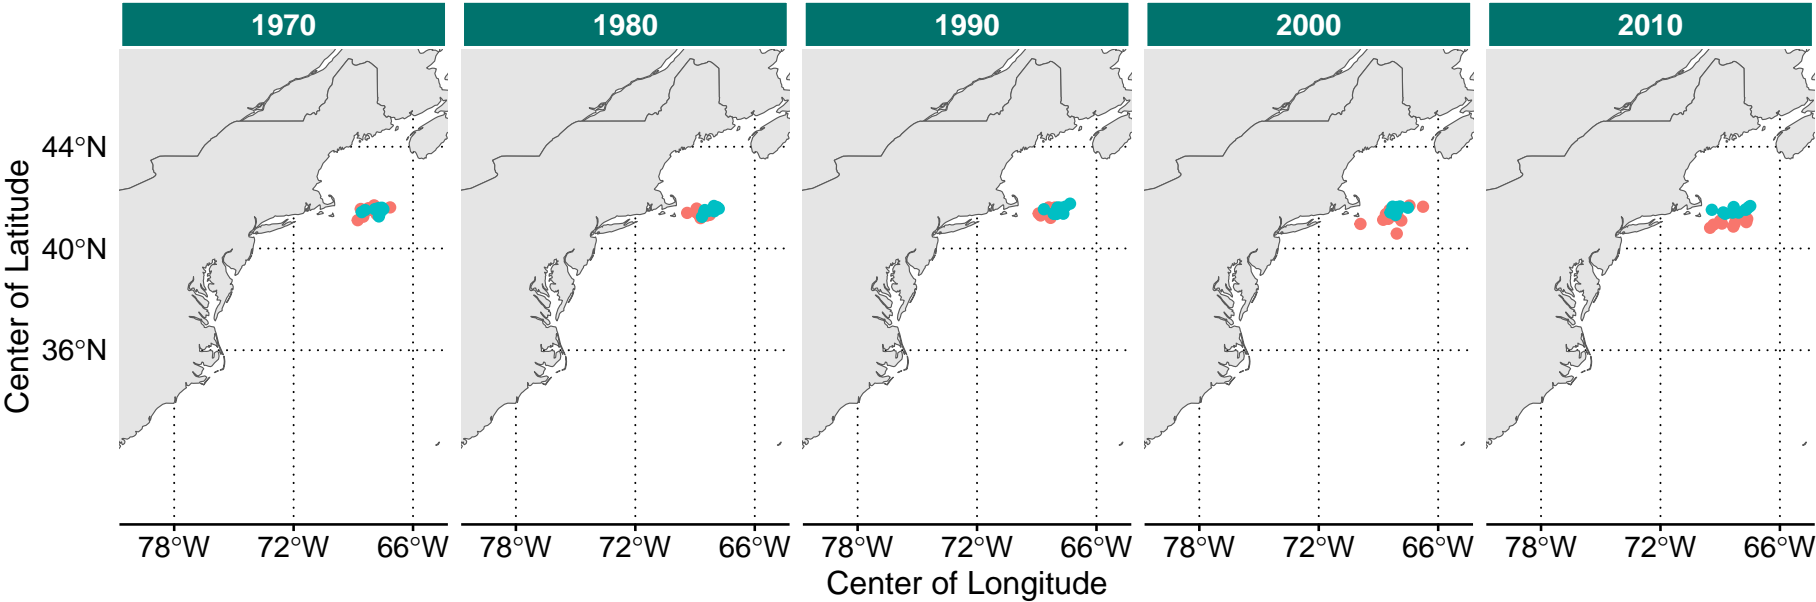 1970 1980 1990 2000 2010
44°N
40°N
36°N
Center of Latitude
78°W 72°W 66°W 78°W 72°W 66°W 78°W 72°W 66°W 78°W 72°W 66°W 78°W 72°W 66°W
Center of Longitude